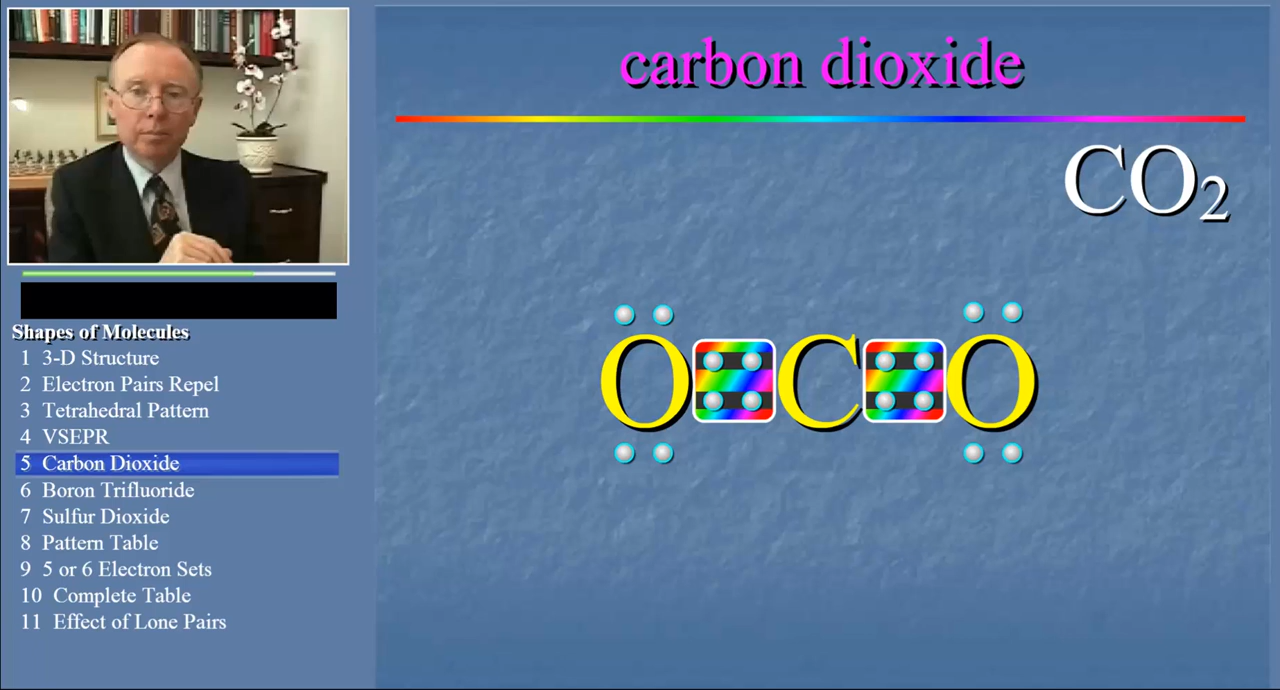 carbon dioxide
CO₂
O C O
Shapes of Molecules
1 3-D Structure
2 Electron Pairs Repel
3 Tetrahedral Pattern
4 VSEPR
5 Carbon Dioxide
6 Boron Trifluoride
7 Sulfur Dioxide
8 Pattern Table
9 5 or 6 Electron Sets
10 Complete Table
11 Effect of Lone Pairs